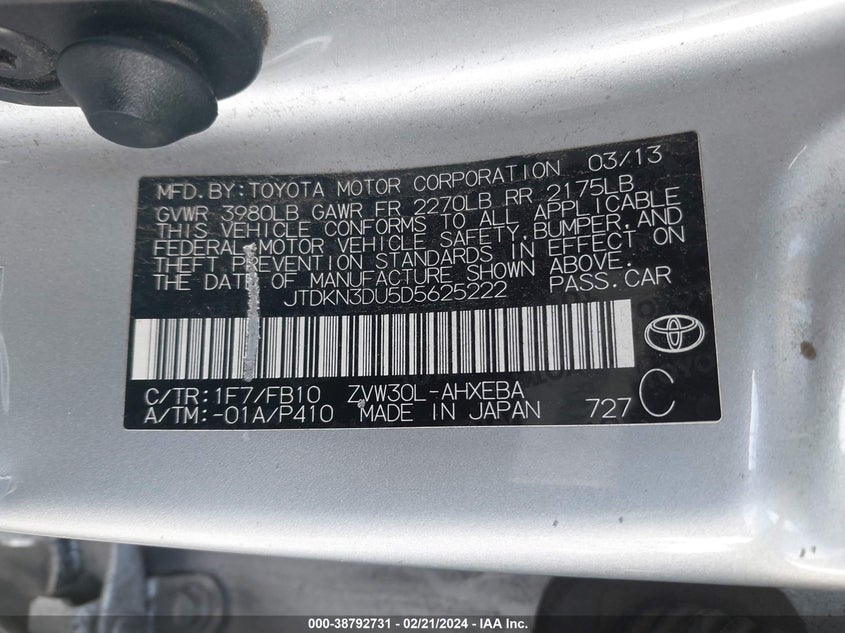 MFD. BY: TOYOTA MOTOR CORPORATION 03/13
GVWR 3980LB GAWR FR 2270LB RR 2175LB
THIS VEHICLE CONFORMS TO ALL APPLICABLE
FEDERAL MOTOR VEHICLE SAFETY, BUMPER, AND
THEFT PREVENTION STANDARDS IN EFFECT ON
THE DATE OF MANUFACTURE SHOWN ABOVE.
JTDKN3DU5D5625222 PASS. CAR
C/TR: 1F7/FB10 ZVW30L-AHXEBA
A/TM: -01A/P410 MADE IN JAPAN 727 C
000-38792731 - 02/21/2024 - IAA Inc.